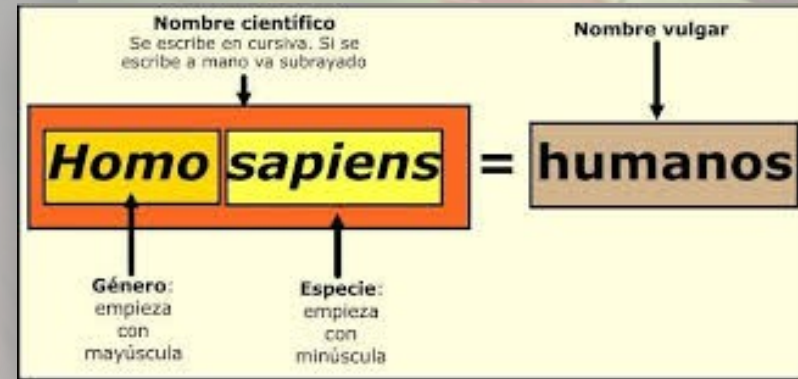 Nombre científico
Se escribe en cursiva. Si se
escribe a mano va subrayado
Nombre vulgar
Homo sapiens = humanos
Género:
empieza
con
mayúscula
Especie:
empieza
con
minúscula